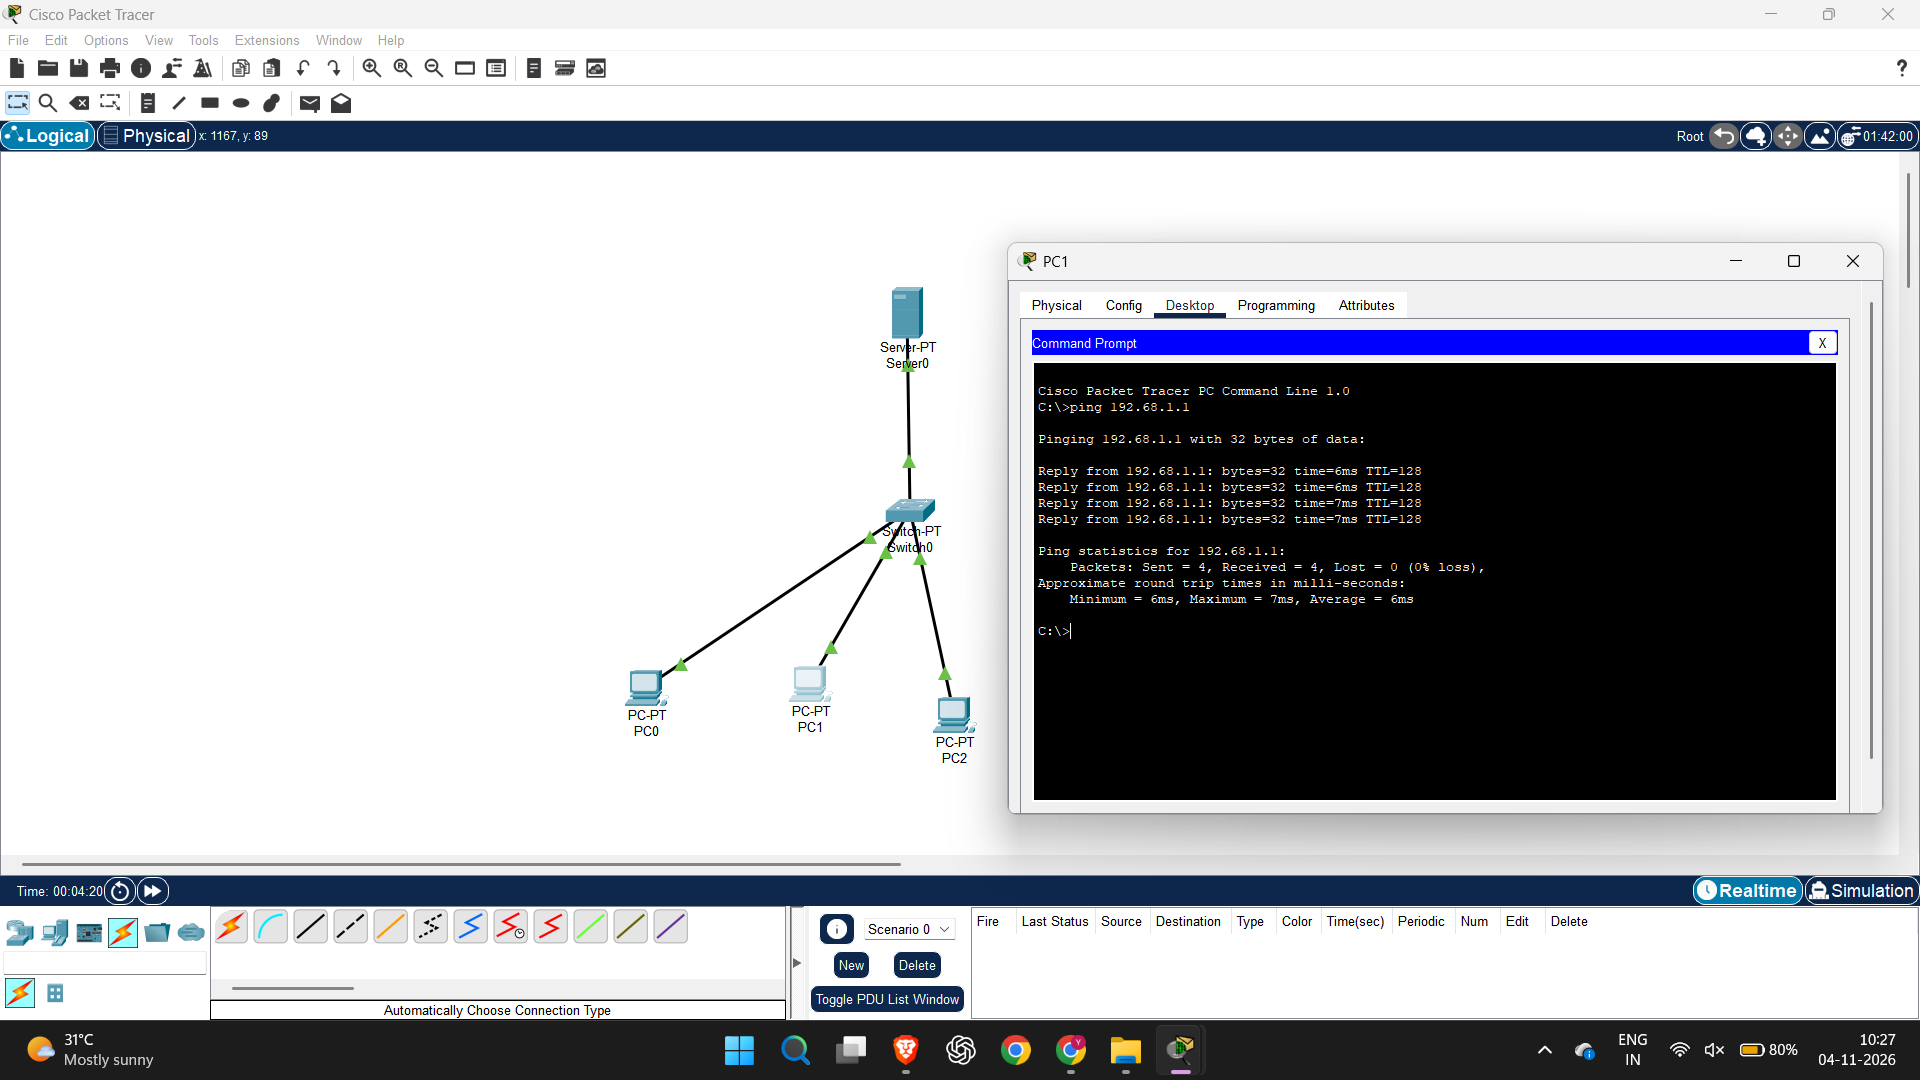 Cisco Packet Tracer
File Edit Options View Tools Extensions Window Help
?
Logical Physical x: 1167, y: 89 Root 01:42:00
Server-PT
Server0
Switch-PT
Switch0
PC-PT
PC0
PC-PT
PC1
PC-PT
PC2
PC1
Physical Config Desktop Programming Attributes
Command Prompt X
Cisco Packet Tracer PC Command Line 1.0
C:\>ping 192.68.1.1
Pinging 192.68.1.1 with 32 bytes of data:
Reply from 192.68.1.1: bytes=32 time=6ms TTL=128
Reply from 192.68.1.1: bytes=32 time=6ms TTL=128
Reply from 192.68.1.1: bytes=32 time=7ms TTL=128
Reply from 192.68.1.1: bytes=32 time=7ms TTL=128
Ping statistics for 192.68.1.1:
Packets: Sent = 4, Received = 4, Lost = 0 (0% loss),
Approximate round trip times in milli-seconds:
Minimum = 6ms, Maximum = 7ms, Average = 6ms
C:\>
Time: 00:04:20 Realtime Simulation
Scenario 0
New Delete
Toggle PDU List Window
Fire Last Status Source Destination Type Color Time(sec) Periodic Num Edit Delete
Automatically Choose Connection Type
31°C
Mostly sunny
ENG
IN
80%
10:27
04-11-2026